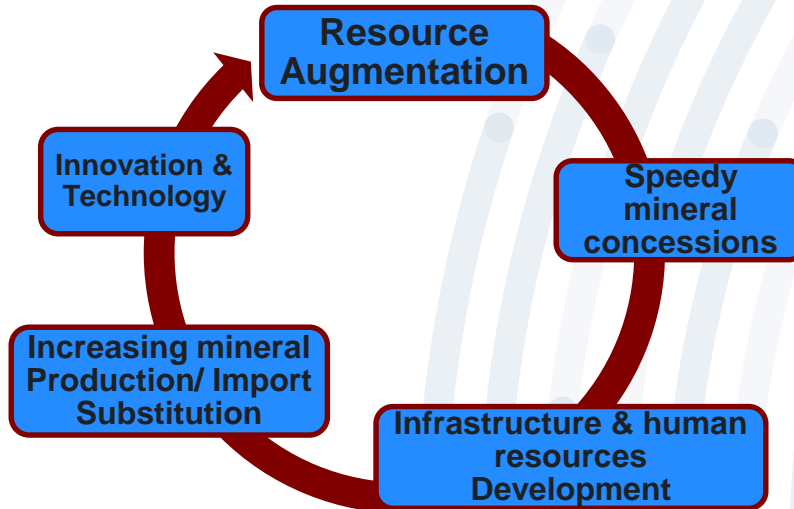 Resource
Augmentation
Speedy
mineral
concessions
Infrastructure & human
resources
Development
Increasing mineral
Production/ Import
Substitution
Innovation &
Technology